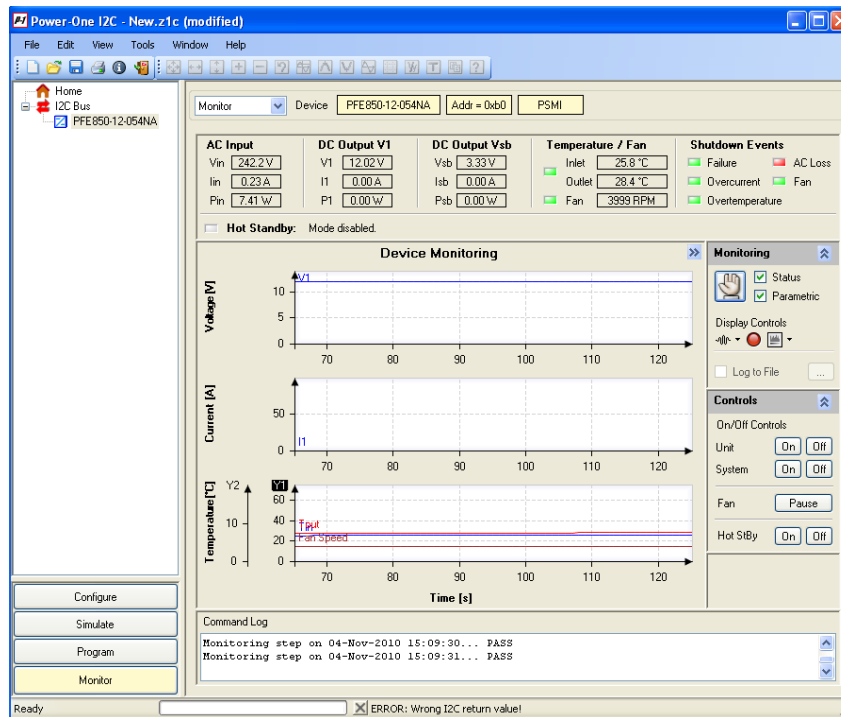 Power-One I2C - New.z1c (modified)
File Edit View Tools Window Help
Home
I2C Bus
PFE850-12-054NA
Monitor Device PFE850-12-054NA Addr = 0xb0 PSMI
AC Input DC Output V1 DC Output Vsb Temperature / Fan Shutdown Events
Vin 242.2 V V1 12.02 V Vsb 3.33 V Inlet 25.8 °C Failure AC Loss
Iin 0.23 A I1 0.00 A Isb 0.00 A Outlet 28.4 °C Overcurrent Fan
Pin 7.41 W P1 0.00 W Psb 0.00 W Fan 3999 RPM Overtemperature
Hot Standby: Mode disabled.
Device Monitoring
Voltage [V]
V1
10
5
0
70 80 90 100 110 120
Current [A]
50
I1
0
70 80 90 100 110 120
Temperature [°C]
Y2 Y1
60
10 40
20
0 0
Fan Speed
70 80 90 100 110 120
Time [s]
Monitoring
Status
Parametric
Display Controls
Log to File ...
Controls
On/Off Controls
Unit On Off
System On Off
Fan Pause
Hot StBy On Off
Configure
Simulate
Program
Monitor
Command Log
Monitoring step on 04-Nov-2010 15:09:30... PASS
Monitoring step on 04-Nov-2010 15:09:31... PASS
Ready ERROR: Wrong I2C return value!